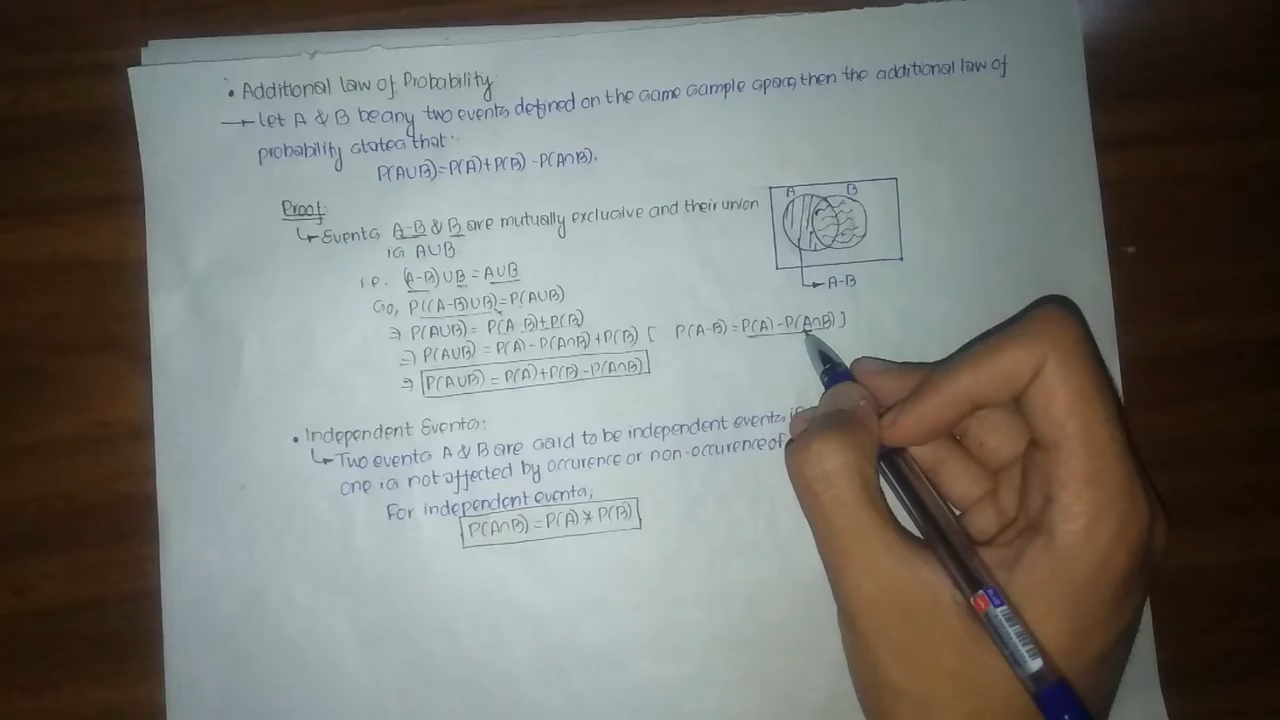 • Additional law of Probability
→ let A & B be any two events defined on the same sample space, then the additional law of
probability states that:-
P(A∪B)=P(A)+P(B)-P(A∩B).
Proof:
↳ Events A-B & B are mutually exclusive and their union
is A∪B
A B
A-B
i.e. (A-B)∪B = A∪B
So, P((A-B)∪B)=P(A∪B)
⇒ P(A∪B) = P(A-B)+P(B)
⇒ P(A∪B) = P(A)-P(A∩B)+P(B) [ P(A-B)=P(A)-P(A∩B)]
⇒ P(A∪B) = P(A)+P(B)-P(A∩B)
• Independent Events:
↳ Two events A & B are said to be independent events
one is not affected by occurence or non-occurence of
For independent events,
P(A∩B)=P(A)*P(B)